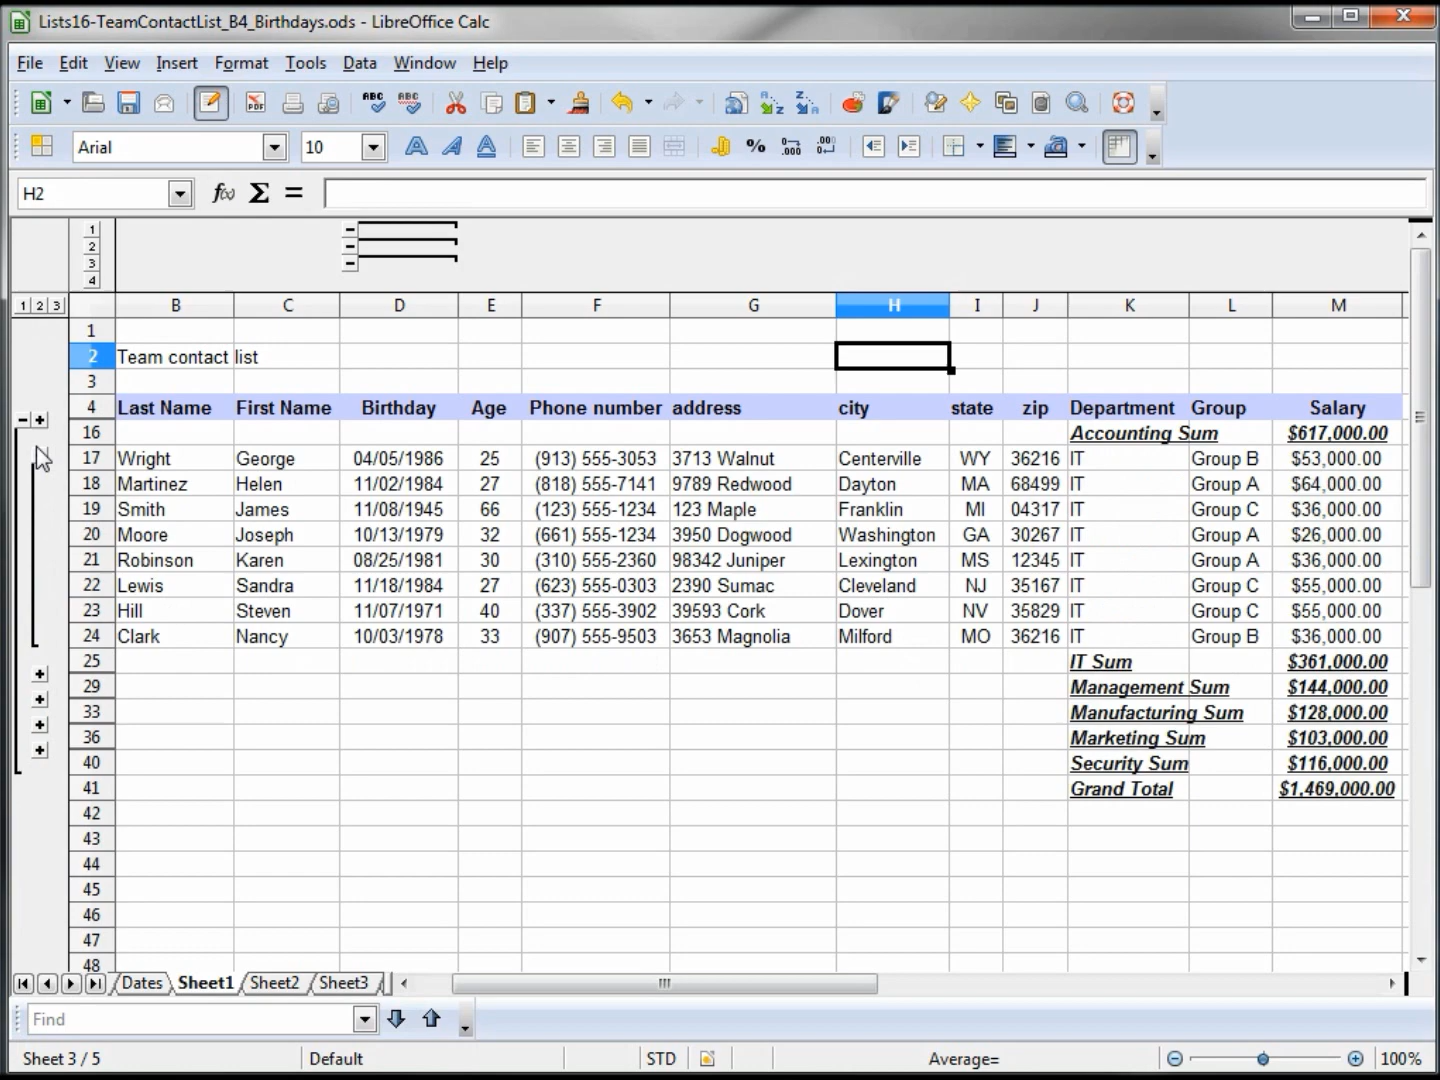 Lists16-TeamContactList_B4_Birthdays.ods - LibreOffice Calc
File Edit View Insert Format Tools Data Window Help
Arial 10
H2
1
2
3
4
1 2 3 B C D E F G H I J K L M
1
2 Team contact list
3
4 Last Name First Name Birthday Age Phone number address city state zip Department Group Salary
16 Accounting Sum $617,000.00
17 Wright George 04/05/1986 25 (913) 555-3053 3713 Walnut Centerville WY 36216 IT Group B $53,000.00
18 Martinez Helen 11/02/1984 27 (818) 555-7141 9789 Redwood Dayton MA 68499 IT Group A $64,000.00
19 Smith James 11/08/1945 66 (123) 555-1234 123 Maple Franklin MI 04317 IT Group C $36,000.00
20 Moore Joseph 10/13/1979 32 (661) 555-1234 3950 Dogwood Washington GA 30267 IT Group A $26,000.00
21 Robinson Karen 08/25/1981 30 (310) 555-2360 98342 Juniper Lexington MS 12345 IT Group A $36,000.00
22 Lewis Sandra 11/18/1984 27 (623) 555-0303 2390 Sumac Cleveland NJ 35167 IT Group C $55,000.00
23 Hill Steven 11/07/1971 40 (337) 555-3902 39593 Cork Dover NV 35829 IT Group C $55,000.00
24 Clark Nancy 10/03/1978 33 (907) 555-9503 3653 Magnolia Milford MO 36216 IT Group B $36,000.00
25 IT Sum $361,000.00
29 Management Sum $144,000.00
33 Manufacturing Sum $128,000.00
36 Marketing Sum $103,000.00
40 Security Sum $116,000.00
41 Grand Total $1,469,000.00
42
43
44
45
46
47
48
Dates Sheet1 Sheet2 Sheet3
Find
Sheet 3 / 5 Default STD Average= 100%